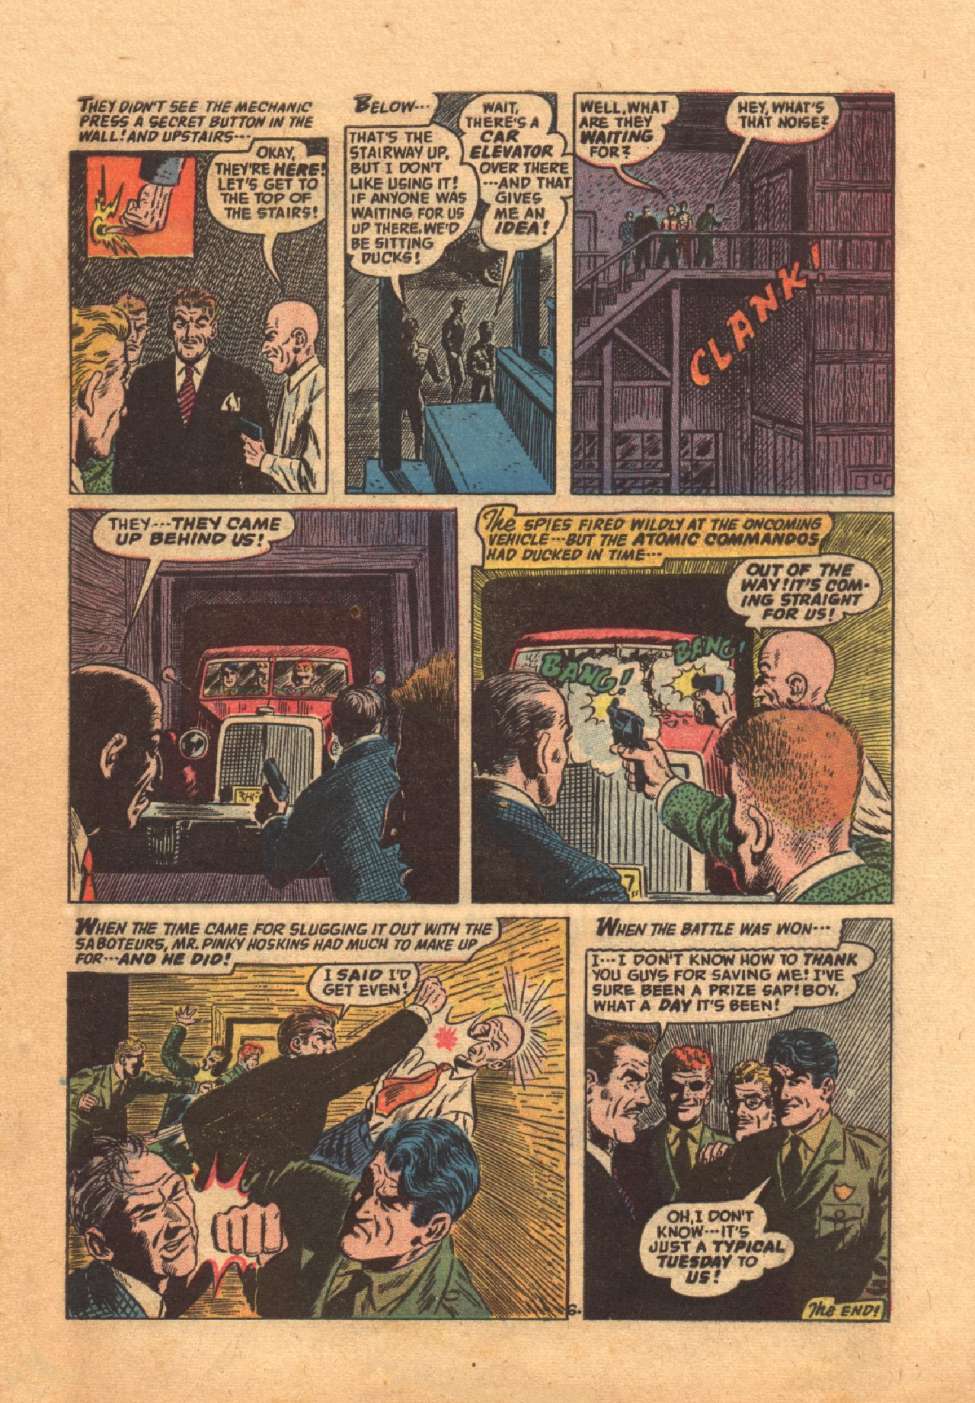 THEY DIDN'T SEE THE MECHANIC
PRESS A SECRET BUTTON IN THE
WALL! AND UPSTAIRS---
OKAY,
THEY'RE HERE!
LET'S GET TO
THE TOP OF
THE STAIRS!
BELOW---
THAT'S THE
STAIRWAY UP,
BUT I DON'T
LIKE USING IT!
IF ANYONE WAS
WAITING FOR US
UP THERE, WE'D
BE SITTING
DUCKS!
WAIT,
THERE'S A
CAR
ELEVATOR
OVER THERE
---AND THAT
GIVES
ME AN
IDEA!
WELL, WHAT
ARE THEY
WAITING
FOR?
HEY, WHAT'S
THAT NOISE?
CLANK!
THEY---THEY CAME
UP BEHIND US!
The SPIES FIRED WILDLY AT THE ONCOMING
VEHICLE---BUT THE ATOMIC COMMANDOS
HAD DUCKED IN TIME---
OUT OF THE
WAY! IT'S COM-
ING STRAIGHT
FOR US!
BANG!
BANG!
7
WHEN THE TIME CAME FOR SLUGGING IT OUT WITH THE
SABOTEURS, MR. PINKY HOSKINS HAD MUCH TO MAKE UP
FOR---AND HE DID!
I SAID I'D
GET EVEN!
6.
WHEN THE BATTLE WAS WON---
I---I DON'T KNOW HOW TO THANK
YOU GUYS FOR SAVING ME! I'VE
SURE BEEN A PRIZE SAP! BOY,
WHAT A DAY IT'S BEEN!
OH, I DON'T
KNOW---IT'S
JUST A TYPICAL
TUESDAY TO
US!
The END!